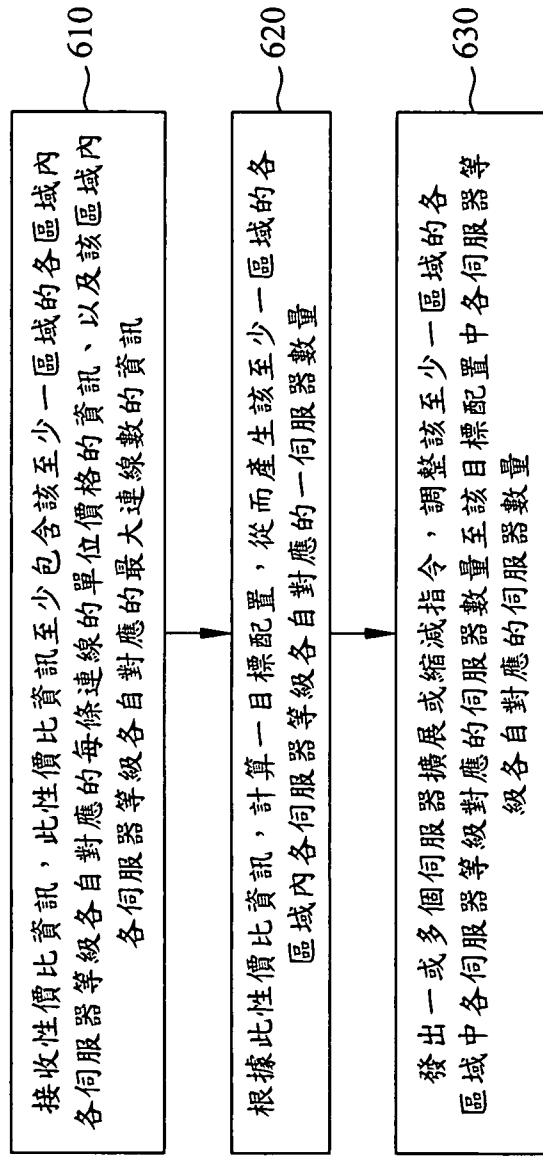 接收性價比資訊，此性價比資訊至少包含該至少一區域的各區域內
各伺服器等級各自對應的每條連線的單位價格的資訊、以及該區域內
各伺服器等級各自對應的最大連線數的資訊
610
根據此性價比資訊，計算一目標配置，從而產生該至少一區域的各
區域內各伺服器等級各自對應的一伺服器數量
620
發出一或多個伺服器擴展或縮減指令，調整該至少一區域的各
區域中各伺服器等級對應的伺服器數量至該目標配置中各伺服器等
級各自對應的伺服器數量
630